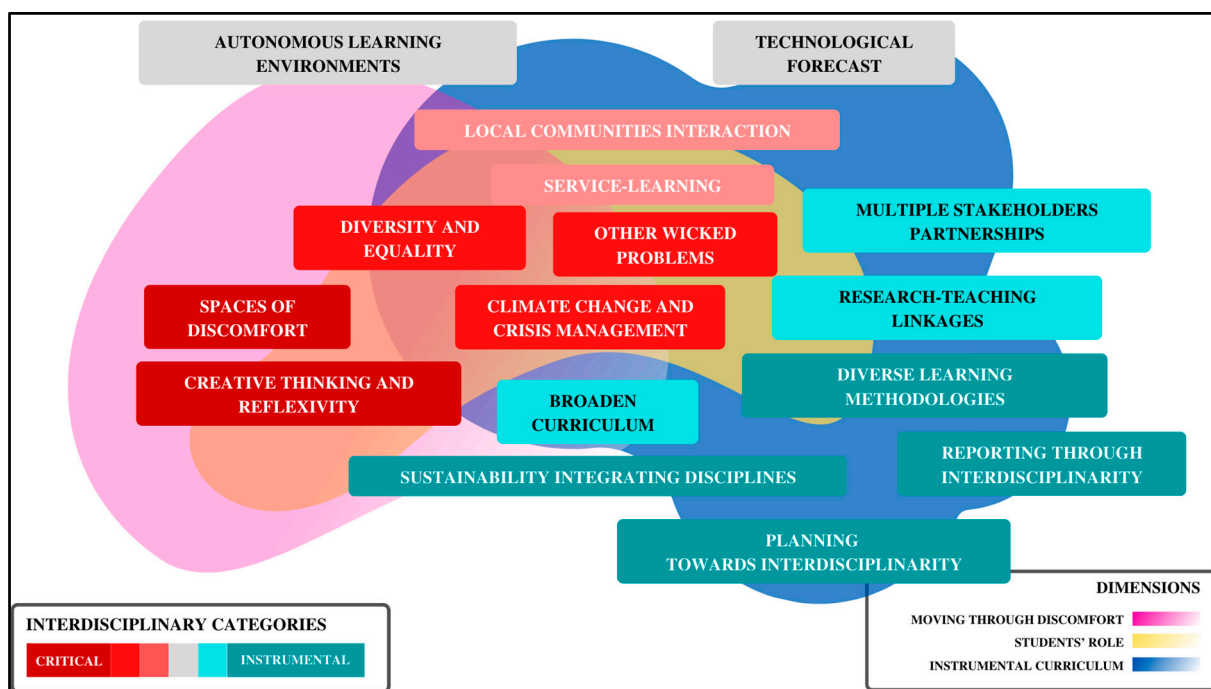 AUTONOMOUS LEARNING
ENVIRONMENTS
TECHNOLOGICAL
FORECAST
LOCAL COMMUNITIES INTERACTION
SERVICE-LEARNING
MULTIPLE STAKEHOLDERS
PARTNERSHIPS
DIVERSITY AND
EQUALITY
OTHER WICKED
PROBLEMS
SPACES OF
DISCOMFORT
CLIMATE CHANGE AND
CRISIS MANAGEMENT
RESEARCH-TEACHING
LINKAGES
CREATIVE THINKING AND
REFLEXIVITY
BROADEN
CURRICULUM
DIVERSE LEARNING
METHODOLOGIES
SUSTAINABILITY INTEGRATING DISCIPLINES
REPORTING THROUGH
INTERDISCIPLINARITY
PLANNING
TOWARDS INTERDISCIPLINARITY
INTERDISCIPLINARY CATEGORIES
CRITICAL
INSTRUMENTAL
DIMENSIONS
MOVING THROUGH DISCOMFORT
STUDENTS' ROLE
INSTRUMENTAL CURRICULUM